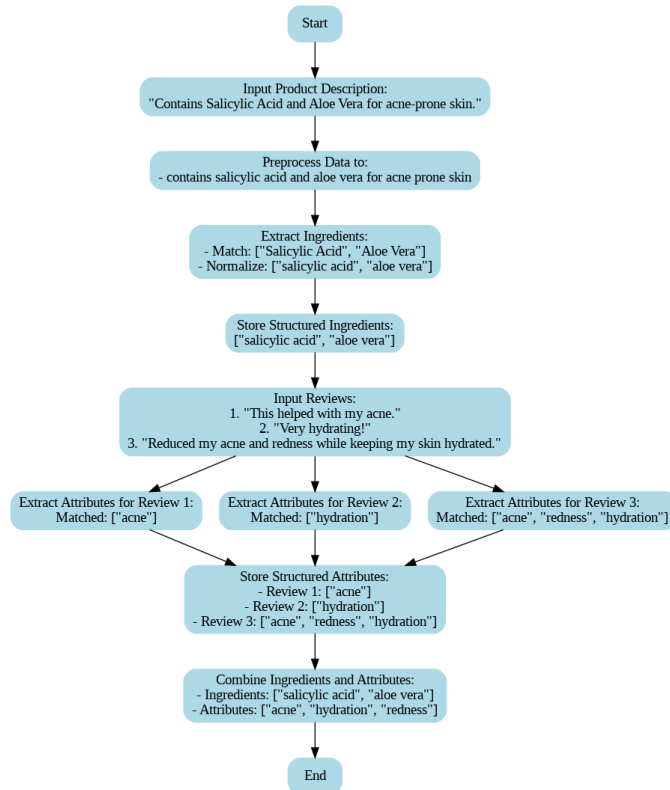 Start
Input Product Description:
"Contains Salicylic Acid and Aloe Vera for acne-prone skin."
Preprocess Data to:
- contains salicylic acid and aloe vera for acne prone skin
Extract Ingredients:
- Match: ["Salicylic Acid", "Aloe Vera"]
- Normalize: ["salicylic acid", "aloe vera"]
Store Structured Ingredients:
["salicylic acid", "aloe vera"]
Input Reviews:
1. "This helped with my acne."
2. "Very hydrating!"
3. "Reduced my acne and redness while keeping my skin hydrated."
Extract Attributes for Review 1:
Matched: ["acne"]
Extract Attributes for Review 2:
Matched: ["hydration"]
Extract Attributes for Review 3:
Matched: ["acne", "redness", "hydration"]
Store Structured Attributes:
- Review 1: ["acne"]
- Review 2: ["hydration"]
- Review 3: ["acne", "redness", "hydration"]
Combine Ingredients and Attributes:
- Ingredients: ["salicylic acid", "aloe vera"]
- Attributes: ["acne", "hydration", "redness"]
End